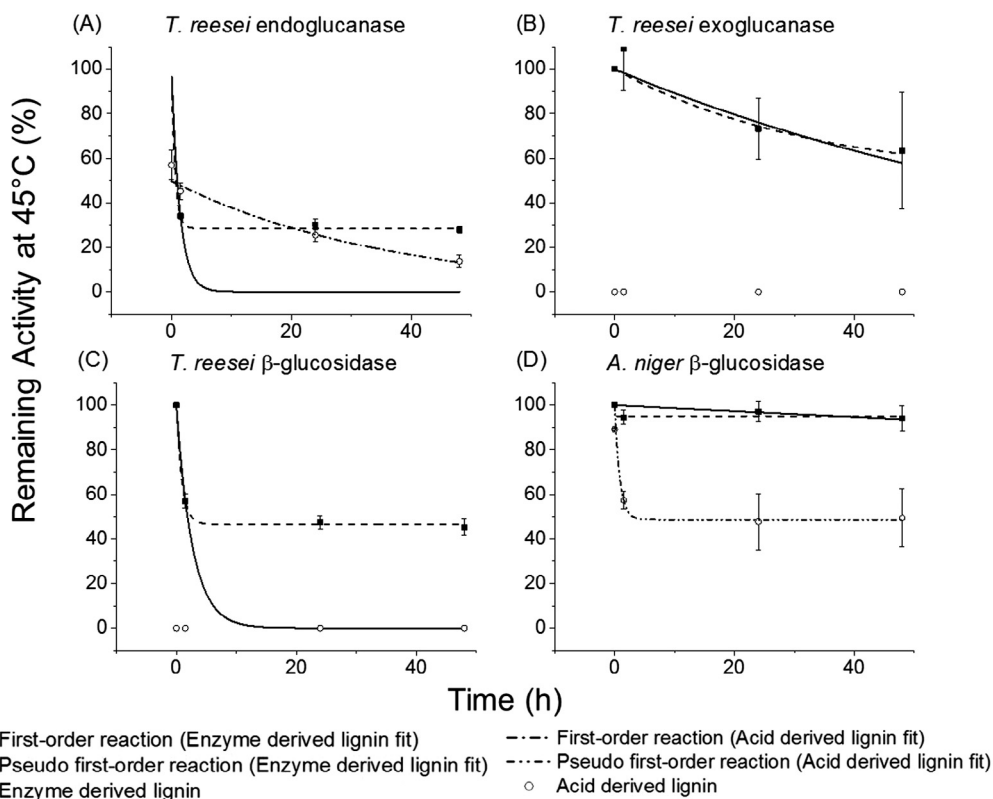 (A) T. reesei endoglucanase
(B) T. reesei exoglucanase
100
80
60
40
20
0
0 20 40
100
80
60
40
20
0
0 20 40
(C) T. reesei β-glucosidase
(D) A. niger β-glucosidase
100
80
60
40
20
0
0 20 40
100
80
60
40
20
0
0 20 40
Remaining Activity at 45°C (%)
Time (h)
First-order reaction (Enzyme derived lignin fit)
Pseudo first-order reaction (Enzyme derived lignin fit)
Enzyme derived lignin
First-order reaction (Acid derived lignin fit)
Pseudo first-order reaction (Acid derived lignin fit)
Acid derived lignin